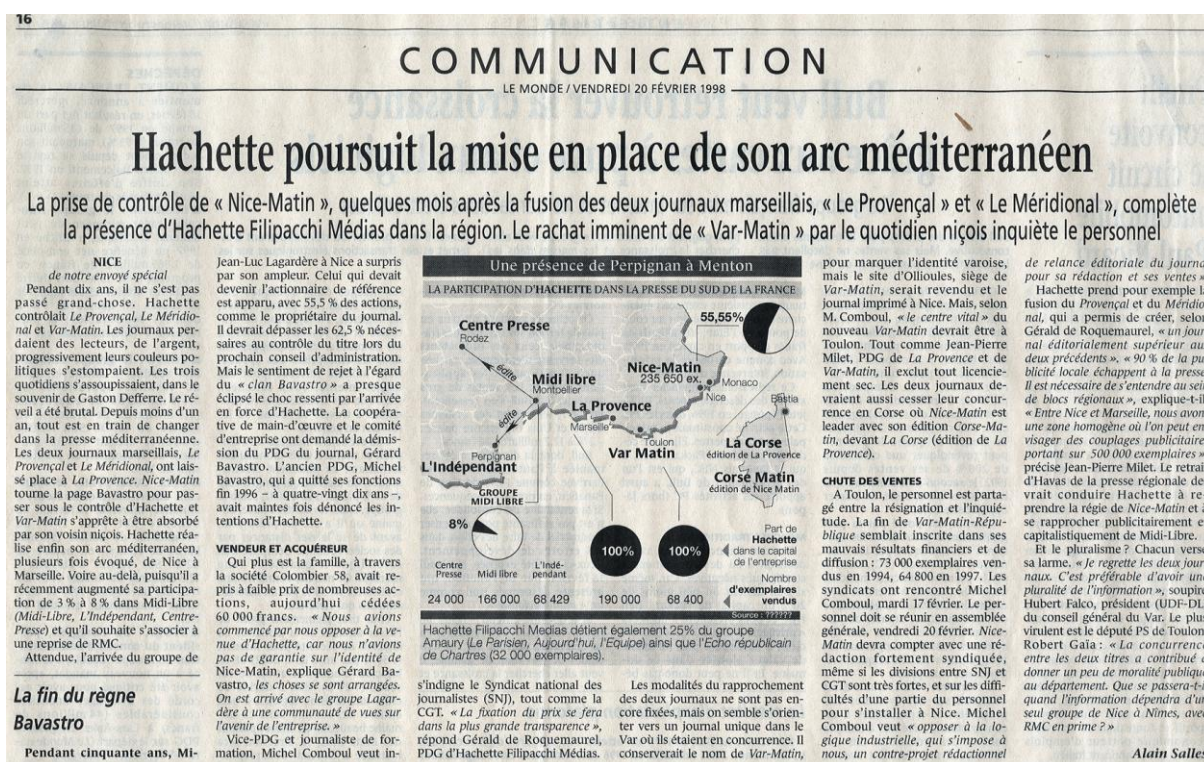 16
COMMUNICATION
LE MONDE / VENDREDI 20 FÉVRIER 1998
Hachette poursuit la mise en place de son arc méditerranéen
La prise de contrôle de « Nice-Matin », quelques mois après la fusion des deux journaux marseillais, « Le Provençal » et « Le Méridional », complète
la présence d'Hachette Filipacchi Médias dans la région. Le rachat imminent de « Var-Matin » par le quotidien niçois inquiète le personnel
NICE
de notre envoyé spécial
Pendant dix ans, il ne s'est pas
passé grand-chose. Hachette
contrôlait Le Provençal, Le Méridio-
nal et Var-Matin. Les journaux per-
daient des lecteurs, de l'argent,
progressivement leurs couleurs po-
litiques s'estompaient. Les trois
quotidiens s'assoupissaient, dans le
souvenir de Gaston Defferre. Le ré-
veil a été brutal. Depuis moins d'un
an, tout est en train de changer
dans la presse méditerranéenne.
Les deux journaux marseillais, Le
Provençal et Le Méridional, ont lais-
sé place à La Provence. Nice-Matin
tourne la page Bavastro pour pas-
ser sous le contrôle d'Hachette et
Var-Matin s'apprête à être absorbé
par son voisin niçois. Hachette réa-
lise enfin son arc méditerranéen,
plusieurs fois évoqué, de Nice à
Marseille. Voire au-delà, puisqu'il a
récemment augmenté sa participa-
tion de 3 % à 8 % dans Midi-Libre
(Midi-Libre, L'Indépendant, Centre-
Presse) et qu'il souhaite s'associer à
une reprise de RMC.
Attendue, l'arrivée du groupe de
La fin du règne
Bavastro
Pendant cinquante ans, Mi-
Jean-Luc Lagardère à Nice a surpris
par son ampleur. Celui qui devait
devenir l'actionnaire de référence
est apparu, avec 55,5 % des actions,
comme le propriétaire du journal.
Il devrait dépasser les 62,5 % néces-
saires au contrôle du titre lors du
prochain conseil d'administration.
Mais le sentiment de rejet à l'égard
du « clan Bavastro » a presque
éclipsé le choc ressenti par l'arrivée
en force d'Hachette. La coopéra-
tive de main-d'œuvre et le comité
d'entreprise ont demandé la démis-
sion du PDG du journal, Gérard
Bavastro. L'ancien PDG, Michel
Bavastro, qui a quitté ses fonctions
fin 1996 – à quatre-vingt dix ans –,
avait maintes fois dénoncé les in-
tentions d'Hachette.
VENDEUR ET ACQUÉREUR
Qui plus est la famille, à travers
la société Colombier 58, avait re-
pris à faible prix de nombreuses ac-
tions, aujourd'hui cédées
60 000 francs. « Nous avions
commencé par nous opposer à la ve-
nue d'Hachette, car nous n'avions
pas de garantie sur l'identité de
Nice-Matin, explique Gérard Ba-
vastro, les choses se sont arrangées.
On est arrivé avec le groupe Lagar-
dère à une communauté de vues sur
l'avenir de l'entreprise. »
Vice-PDG et journaliste de for-
mation, Michel Comboul veut in-
Une présence de Perpignan à Menton
LA PARTICIPATION D'HACHETTE DANS LA PRESSE DU SUD DE LA FRANCE
55,55%
Centre Presse
Rodez
édite
Midi libre
Montpellier
Nice-Matin
235 650 ex.
Monaco
Nice
Bastia
La Provence
Marseille
édite
Toulon
Var Matin
Perpignan
L'Indépendant
La Corse
édition de La Provence
Corse Matin
édition de Nice Matin
GROUPE
MIDI LIBRE
8%
100%
100%
Part de
Hachette
dans le capital
de l'entreprise
Centre
Presse
Midi libre
L'Indé-
pendant
Nombre
d'exemplaires
vendus
24 000
166 000
68 429
190 000
68 400
Source : ??????
Hachette Filipacchi Medias détient également 25% du groupe
Amaury (Le Parisien, Aujourd'hui, l'Equipe) ainsi que l'Echo républicain
de Chartres (32 000 exemplaires).
s'indigne le Syndicat national des
journalistes (SNJ), tout comme la
CGT. « La fixation du prix se fera
dans la plus grande transparence »,
répond Gérald de Roquemaurel,
PDG d'Hachette Filipacchi Médias.
Les modalités du rapprochement
des deux journaux ne sont pas en-
core fixées, mais on semble s'orien-
ter vers un journal unique dans le
Var où ils étaient en concurrence. Il
conserverait le nom de Var-Matin,
pour marquer l'identité varoise,
mais le site d'Ollioules, siège de
Var-Matin, serait revendu et le
journal imprimé à Nice. Mais, selon
M. Comboul, « le centre vital » du
nouveau Var-Matin devrait être à
Toulon. Tout comme Jean-Pierre
Milet, PDG de La Provence et de
Var-Matin, il exclut tout licencie-
ment sec. Les deux journaux de-
vraient aussi cesser leur concur-
rence en Corse où Nice-Matin est
leader avec son édition Corse-Ma-
tin, devant La Corse (édition de La
Provence).
CHUTE DES VENTES
A Toulon, le personnel est parta-
gé entre la résignation et l'inquié-
tude. La fin de Var-Matin-Répu-
blique semblait inscrite dans ses
mauvais résultats financiers et de
diffusion : 73 000 exemplaires ven-
dus en 1994, 64 800 en 1997. Les
syndicats ont rencontré Michel
Comboul, mardi 17 février. Le per-
sonnel doit se réunir en assemblée
générale, vendredi 20 février. Nice-
Matin devra compter avec une ré-
daction fortement syndiquée,
même si les divisions entre SNJ et
CGT sont très fortes, et sur les diffi-
cultés d'une partie du personnel
pour s'installer à Nice. Michel
Comboul veut « opposer à la lo-
gique industrielle, qui s'impose à
nous, un contre-projet rédactionnel
de relance éditoriale du journa
pour sa rédaction et ses ventes ».
Hachette prend pour exemple la
fusion du Provençal et du Méridio
nal, qui a permis de créer, selon
Gérald de Roquemaurel, « un jour
nal éditorialement supérieur au
deux précédents ». « 90 % de la pu
blicité locale échappent à la presse
Il est nécessaire de s'entendre au sei
de blocs régionaux », explique-t-il
« Entre Nice et Marseille, nous avon
une zone homogène où l'on peut en
visager des couplages publicitaire
portant sur 500 000 exemplaires »
précise Jean-Pierre Milet. Le retrai
d'Havas de la presse régionale de
vrait conduire Hachette à re
prendre la régie de Nice-Matin et à
se rapprocher publicitairement e
capitalistiquement de Midi-Libre.
Et le pluralisme ? Chacun verse
sa larme. « Je regrette les deux jour
naux. C'est préférable d'avoir un
pluralité de l'information », soupire
Hubert Falco, président (UDF-DL)
du conseil général du Var. Le plus
virulent est le député PS de Toulon
Robert Gaïa : « La concurrence
entre les deux titres a contribué à
donner un peu de moralité publique
au département. Que se passera-t-
quand l'information dépendra d'un
seul groupe de Nice à Nîmes, avec
RMC en prime ? »
Alain Salles